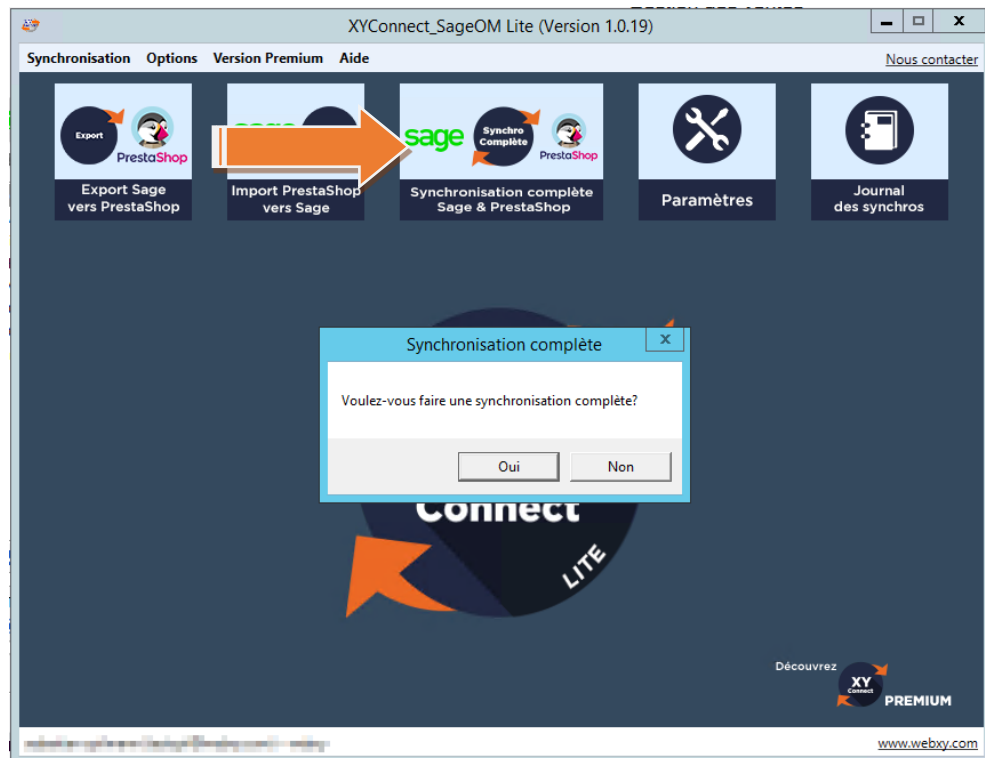 XYConnect_SageOM Lite (Version 1.0.19)
x
Synchronisation Options Version Premium Aide
Nous contacter
Export
PrestaShop
Export Sage
vers PrestaShop
Import PrestaShop
vers Sage
sage
Synchro
Complète
PrestaShop
Synchronisation complète
Sage & PrestaShop
Paramètres
Journal
des synchros
Synchronisation complète
x
Voulez-vous faire une synchronisation complète?
Oui Non
Connect
LITE
Découvrez
XY
Connect
PREMIUM
www.webxy.com